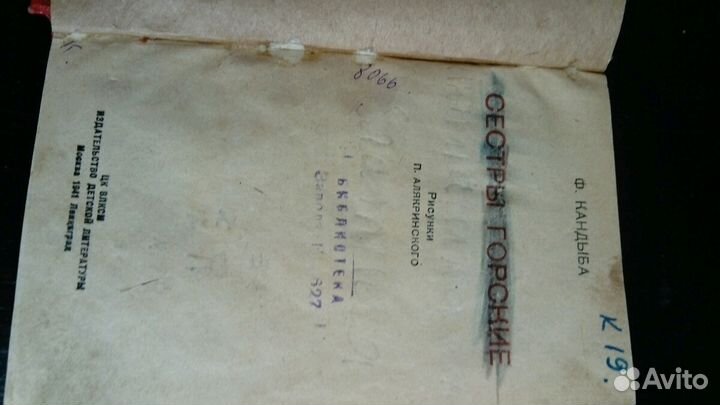 Ф. КАНДЫБА
К 19.
СЕСТРЫ ГОРСКИЕ
Рисунки
П. АЛЯКРИНСКОГО
8066
БИБЛИОТЕКА
ЦК ВЛКСМ
ИЗДАТЕЛЬСТВО ДЕТСКОЙ ЛИТЕРАТУРЫ
Москва 1941 Ленинград
Avito